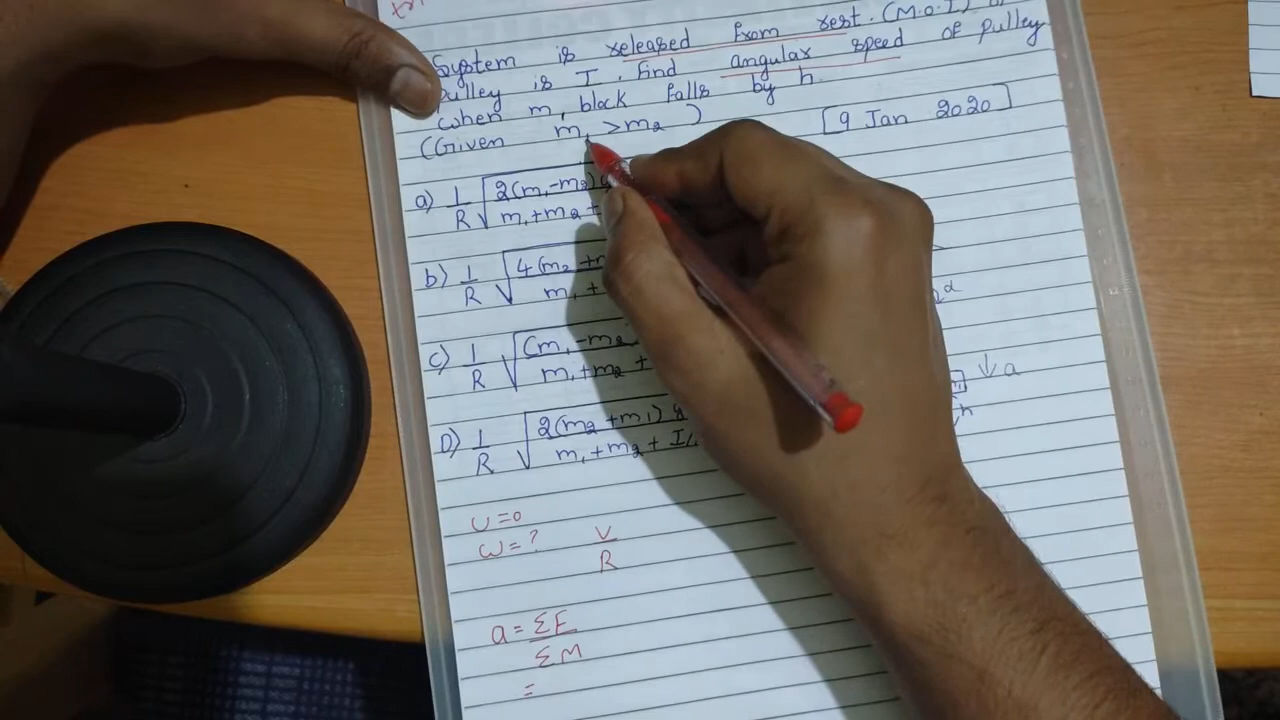 System is released from rest. (M.O.I)
Pulley is I. Find angular speed of Pulley
when m₁ block falls by h.
(Given m₁ > m₂ ) [9 Jan 2020]
a) 1/R √ 2(m₁-m₂) / m₁+m₂+
b) 1/R √ 4(m₂+ / m₁+
c) 1/R √ (m₁-m₂ / m₁+m₂ +
D) 1/R √ 2(m₂+m₁) g / m₁+m₂ + I/
↓a
h
U=0
ω=? V/R
a = ΣF/ΣM
=